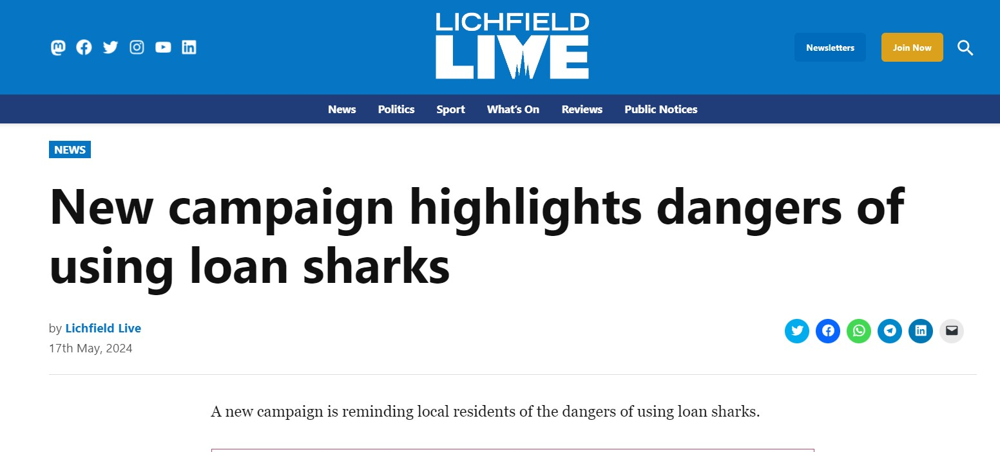 LICHFIELD
LIVE
Newsletters
Join Now
News Politics Sport What's On Reviews Public Notices
NEWS
New campaign highlights dangers of
using loan sharks
by Lichfield Live
17th May, 2024
A new campaign is reminding local residents of the dangers of using loan sharks.